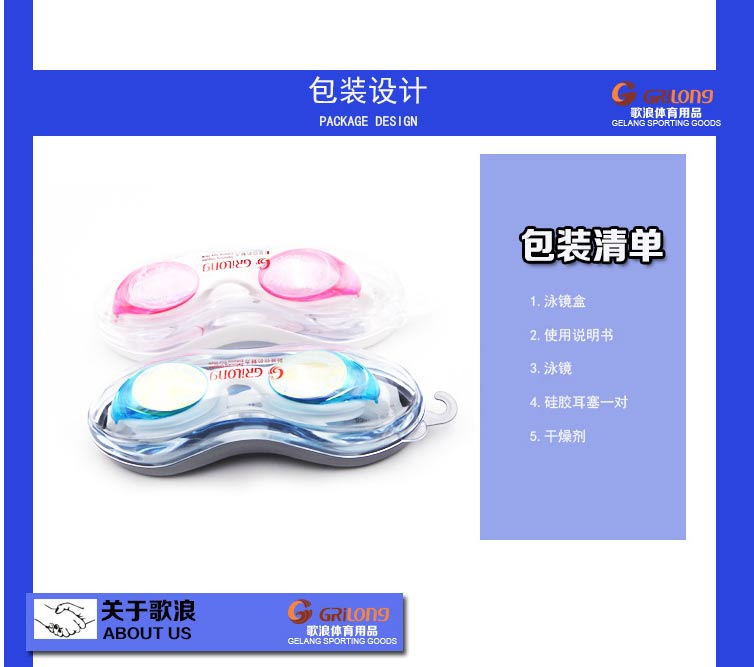 包装设计
PACKAGE DESIGN
GRiLONG
歌浪体育用品
GELANG SPORTING GOODS
包装清单
1. 泳镜盒
2. 使用说明书
3. 泳镜
4. 硅胶耳塞一对
5. 干燥剂
GRiLONG
GRiLONG
关于歌浪
ABOUT US
GRiLONG
歌浪体育用品
GELANG SPORTING GOODS